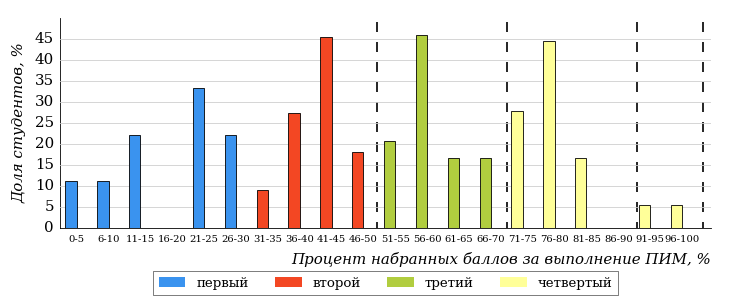 Доля студентов, %
45
40
35
30
25
20
15
10
5
0
0-5 6-10 11-15 16-20 21-25 26-30 31-35 36-40 41-45 46-50 51-55 56-60 61-65 66-70 71-75 76-80 81-85 86-90 91-95 96-100
Процент набранных баллов за выполнение ПИМ, %
первый второй третий четвертый